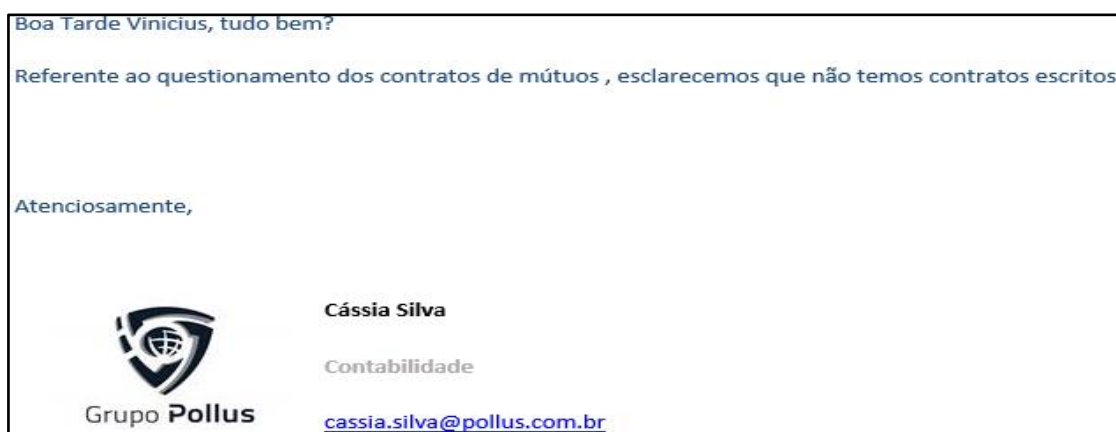 Boa Tarde Vinicius, tudo bem?
Referente ao questionamento dos contratos de mútuos , esclarecemos que não temos contratos escritos
Atenciosamente,
Cássia Silva
Contabilidade
Grupo Pollus
cassia.silva@pollus.com.br